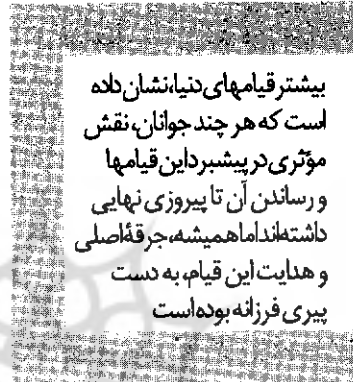 بیشتر قیامهای دنیا،نشان داده
است که هر چند جوانان، نقش
مؤثری در پیشبرد این قیامها
و رساندن آن تا پیروزی نهایی
داشته‌اند اما همیشه، جرقهٔ اصلی
و هدایت این قیام، به دست
پیری فرزانه بوده است